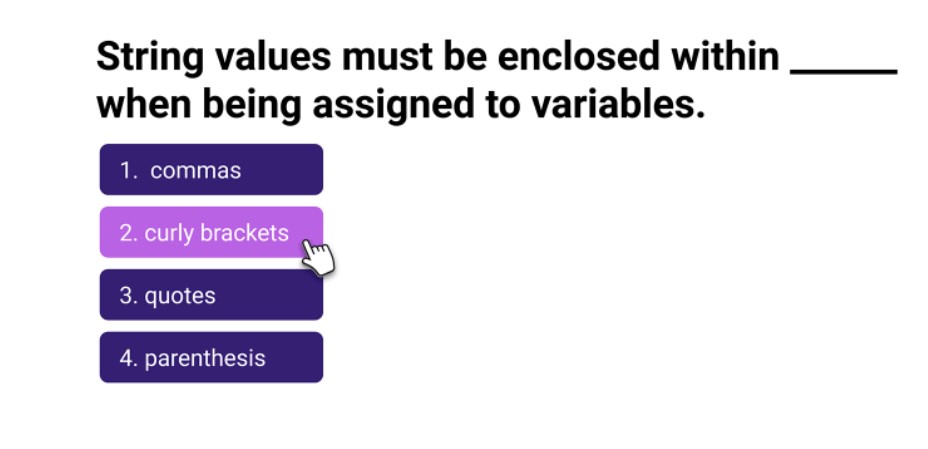 String values must be enclosed within ______
when being assigned to variables.
1. commas
2. curly brackets
3. quotes
4. parenthesis